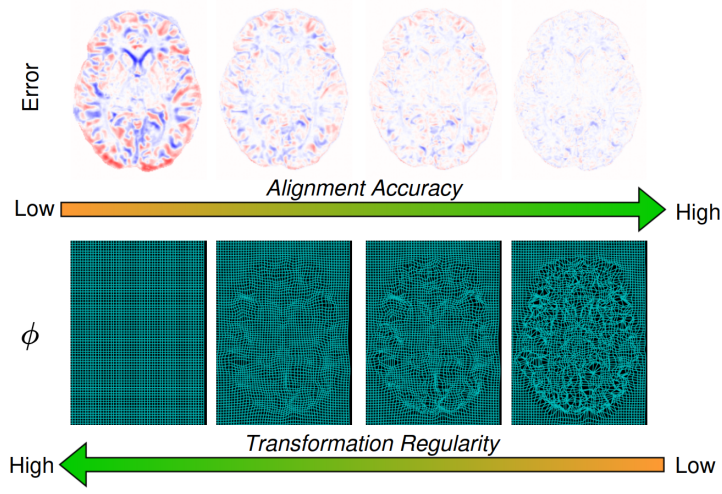 Error
Alignment Accuracy
Low
High
ϕ
Transformation Regularity
High
Low